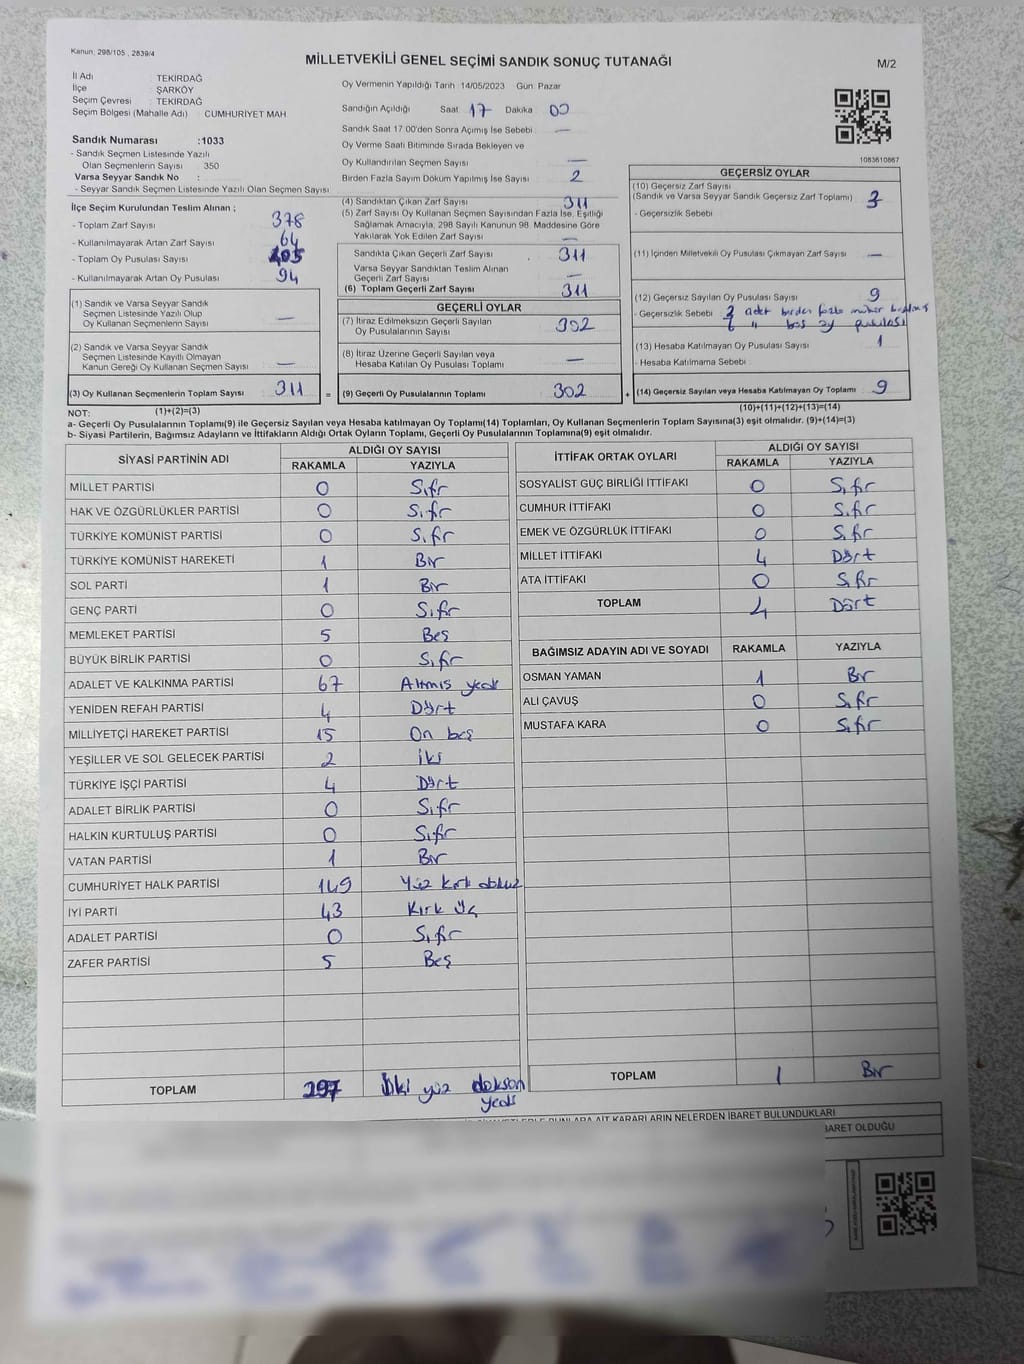 Kanun; 298/105 , 2839/4
MİLLETVEKİLİ GENEL SEÇİMİ SANDIK SONUÇ TUTANAĞI
M/2
İl Adı TEKİRDAĞ
İlçe ŞARKÖY
Seçim Çevresi TEKİRDAĞ
Seçim Bölgesi (Mahalle Adı) CUMHURİYET MAH
Sandık Numarası :1033
- Sandık Seçmen Listesinde Yazılı
Olan Seçmenlerin Sayısı 350
Varsa Seyyar Sandık No :
- Seyyar Sandık Seçmen Listesinde Yazılı Olan Seçmen Sayısı
Oy Vermenin Yapıldığı Tarih 14/05/2023 Gün: Pazar
Sandığın Açıldığı Saat 17 Dakika 00
Sandık Saat 17.00'den Sonra Açımış İse Sebebi —
Oy Verme Saati Bitiminde Sırada Bekleyen ve
Oy Kullandırılan Seçmen Sayısı —
Birden Fazla Sayım Döküm Yapılmış İse Sayısı 2
1083610867
İlçe Seçim Kurulundan Teslim Alınan ;
- Toplam Zarf Sayısı 378
- Kullanılmayarak Artan Zarf Sayısı 64
- Toplam Oy Pusulası Sayısı 405
- Kullanılmayarak Artan Oy Pusulası 94
(1) Sandık ve Varsa Seyyar Sandık
Seçmen Listesinde Yazılı Olup
Oy Kullanan Seçmenlerin Sayısı —
(2) Sandık ve Varsa Seyyar Sandık
Seçmen Listesinde Kayıtlı Olmayan
Kanun Gereği Oy Kullanan Seçmen Sayısı —
(3) Oy Kullanan Seçmenlerin Toplam Sayısı 311
(1)+(2)=(3)
(4) Sandıktan Çıkan Zarf Sayısı 311
(5) Zarf Sayısı Oy Kullanan Seçmen Sayısından Fazla İse, Eşitliği
Sağlamak Amacıyla, 298 Sayılı Kanunun 98. Maddesine Göre
Yakılarak Yok Edilen Zarf Sayısı —
Sandıkta Çıkan Geçerli Zarf Sayısı 311
Varsa Seyyar Sandıktan Teslim Alınan
Geçerli Zarf Sayısı —
(6) Toplam Geçerli Zarf Sayısı 311
GEÇERLİ OYLAR
(7) İtiraz Edilmeksizin Geçerli Sayılan
Oy Pusulalarının Sayısı 302
(8) İtiraz Üzerine Geçerli Sayılan veya
Hesaba Katılan Oy Pusulası Toplamı —
= (9) Geçerli Oy Pusulalarının Toplamı 302 +
GEÇERSİZ OYLAR
(10) Geçersiz Zarf Sayısı
(Sandık ve Varsa Seyyar Sandık Geçersiz Zarf Toplamı)
- Geçersizlik Sebebi
(11) İçinden Milletvekili Oy Pusulası Çıkmayan Zarf Sayısı —
(12) Geçersiz Sayılan Oy Pusulası Sayısı 9
- Geçersizlik Sebebi adet birden fazla mühür
6 " boş oy pusulası
(13) Hesaba Katılmayan Oy Pusulası Sayısı 1
- Hesaba Katılmama Sebebi
(14) Geçersiz Sayılan veya Hesaba Katılmayan Oy Toplamı 9
(10)+(11)+(12)+(13)=(14)
NOT:
a- Geçerli Oy Pusulalarının Toplamı(9) ile Geçersiz Sayılan veya Hesaba katılmayan Oy Toplamı(14) Toplamları, Oy Kullanan Seçmenlerin Toplam Sayısına(3) eşit olmalıdır. (9)+(14)=(3)
b- Siyasi Partilerin, Bağımsız Adayların ve İttifakların Aldığı Ortak Oyların Toplamı, Geçerli Oy Pusulalarının Toplamına(9) eşit olmalıdır.
SİYASİ PARTİNİN ADI ALDIĞI OY SAYISI
RAKAMLA YAZIYLA
MİLLET PARTİSİ 0 Sıfır
HAK VE ÖZGÜRLÜKLER PARTİSİ 0 Sıfır
TÜRKİYE KOMÜNİST PARTİSİ 0 Sıfır
TÜRKİYE KOMÜNİST HAREKETİ 1 Bir
SOL PARTİ 1 Bir
GENÇ PARTİ 0 Sıfır
MEMLEKET PARTİSİ 5 Beş
BÜYÜK BİRLİK PARTİSİ 0 Sıfır
ADALET VE KALKINMA PARTİSİ 67 Altmış yedi
YENİDEN REFAH PARTİSİ 4 Dört
MİLLİYETÇİ HAREKET PARTİSİ 15 On beş
YEŞİLLER VE SOL GELECEK PARTİSİ 2 İki
TÜRKİYE İŞÇİ PARTİSİ 4 Dört
ADALET BİRLİK PARTİSİ 0 Sıfır
HALKIN KURTULUŞ PARTİSİ 0 Sıfır
VATAN PARTİSİ 1 Bir
CUMHURİYET HALK PARTİSİ 149 Yüz kırk dokuz
İYİ PARTİ 43 Kırk üç
ADALET PARTİSİ 0 Sıfır
ZAFER PARTİSİ 5 Beş
TOPLAM 297 İki yüz doksan
yedi
İTTİFAK ORTAK OYLARI ALDIĞI OY SAYISI
RAKAMLA YAZIYLA
SOSYALİST GÜÇ BİRLİĞİ İTTİFAKI 0 Sıfır
CUMHUR İTTİFAKI 0 Sıfır
EMEK VE ÖZGÜRLÜK İTTİFAKI 0 Sıfır
MİLLET İTTİFAKI 4 Dört
ATA İTTİFAKI 0 Sıfır
TOPLAM 4 Dört
BAĞIMSIZ ADAYIN ADI VE SOYADI RAKAMLA YAZIYLA
OSMAN YAMAN 1 Bir
ALİ ÇAVUŞ 0 Sıfır
MUSTAFA KARA 0 Sıfır
TOPLAM 1 Bir
BUNLARA AİT KARARLARIN NELERDEN İBARET BULUNDUKLARI
BARET OLDUĞU